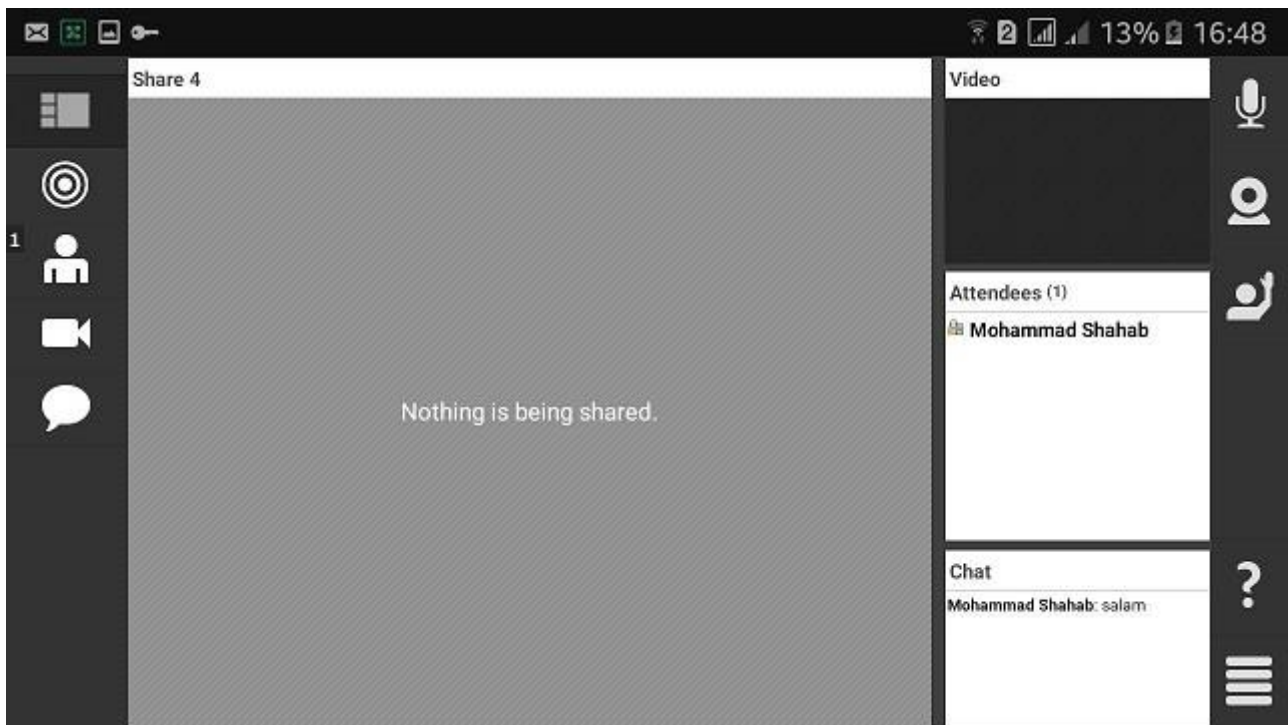 2 13% 16:48
Share 4
Video
1
Attendees (1)
Mohammad Shahab
Nothing is being shared.
Chat
Mohammad Shahab: salam
?